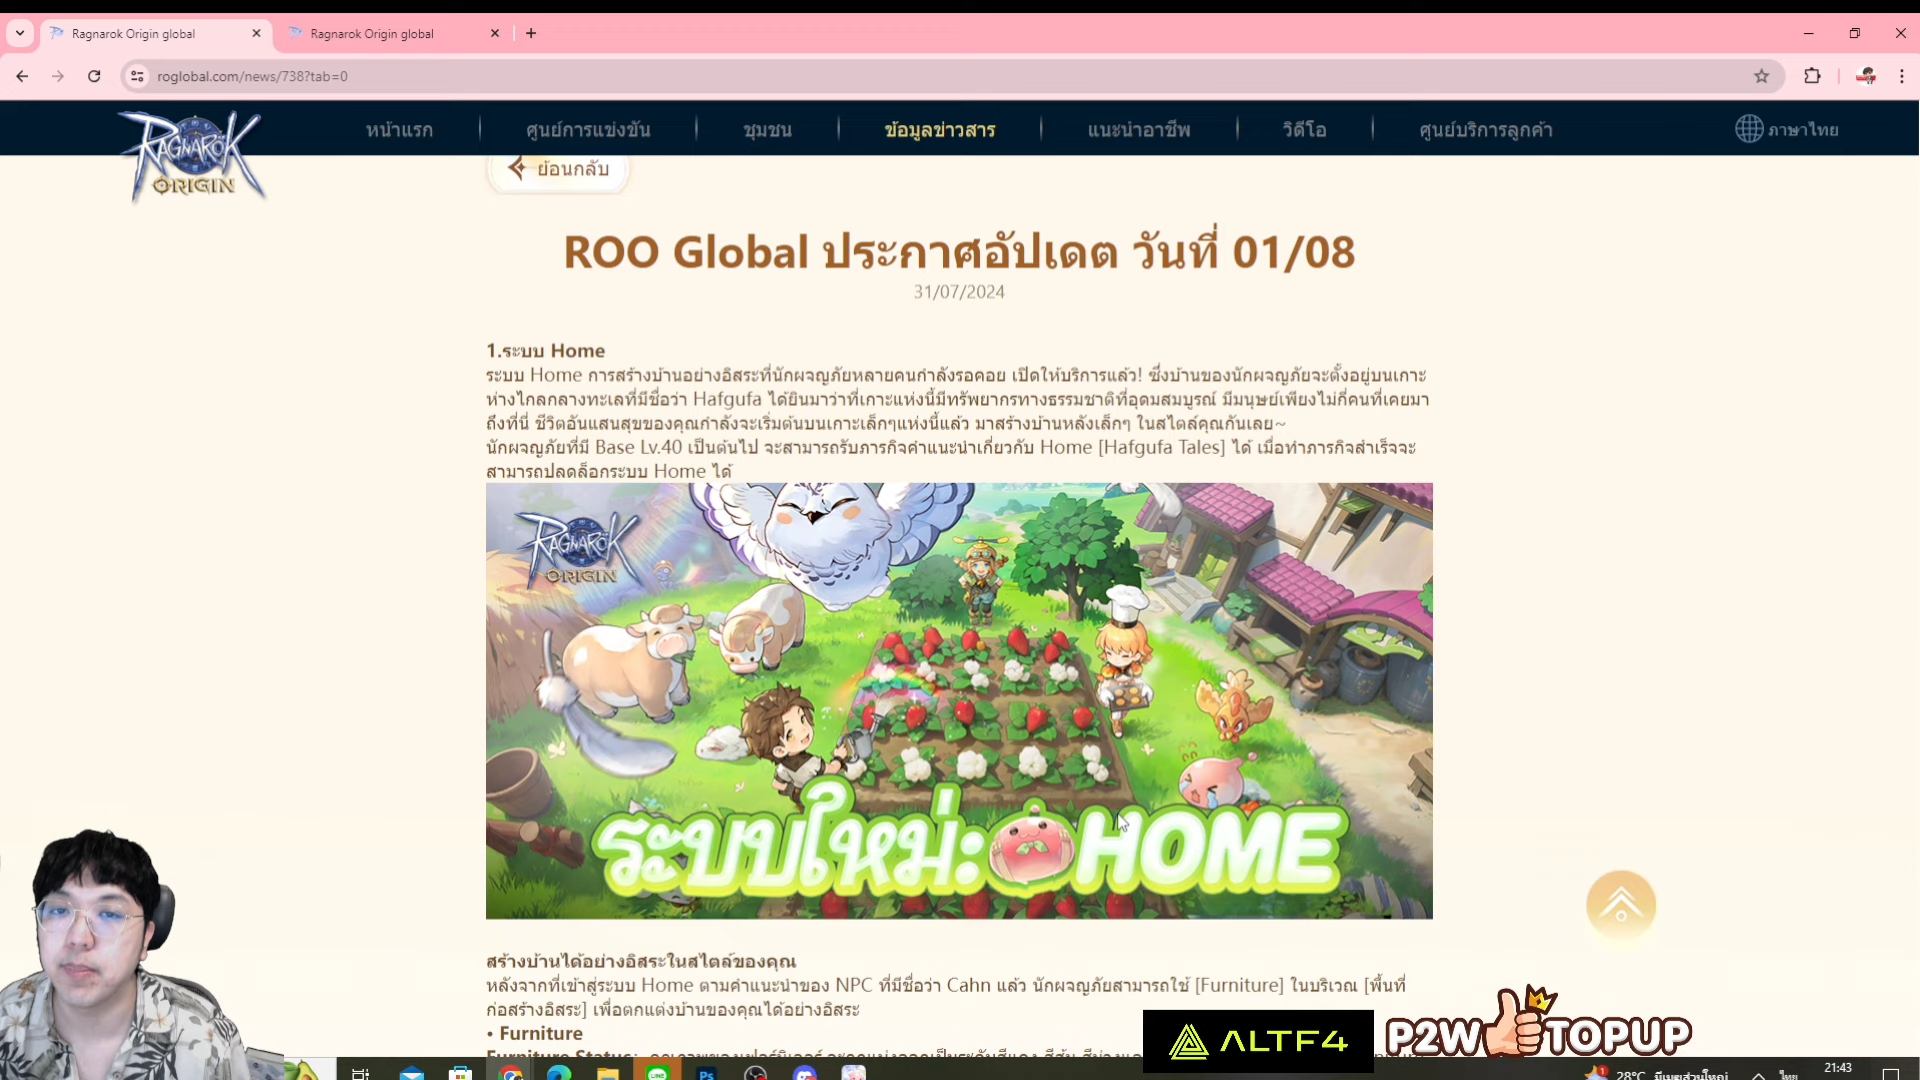 Ragnarok Origin global
Ragnarok Origin global
roglobal.com/news/738?tab=0
RAGNAROK
ORIGIN
หน้าแรก
ศูนย์การแข่งขัน
ชุมชน
ข้อมูลข่าวสาร
แนะนำอาชีพ
วิดีโอ
ศูนย์บริการลูกค้า
ภาษาไทย
ย้อนกลับ
ROO Global ประกาศอัปเดต วันที่ 01/08
31/07/2024
1.ระบบ Home
ระบบ Home การสร้างบ้านอย่างอิสระที่นักผจญภัยหลายคนกำลังรอคอย เปิดให้บริการแล้ว! ซึ่งบ้านของนักผจญภัยจะตั้งอยู่บนเกาะ
ห่างไกลกลางทะเลที่มีชื่อว่า Hafgufa ได้ยินมาว่าที่เกาะแห่งนี้มีทรัพยากรทางธรรมชาติที่อุดมสมบูรณ์ มีมนุษย์เพียงไม่กี่คนที่เคยมา
ถึงที่นี่ ชีวิตอันแสนสุขของคุณกำลังจะเริ่มต้นบนเกาะเล็กๆแห่งนี้แล้ว มาสร้างบ้านหลังเล็กๆ ในสไตล์คุณกันเลย~
นักผจญภัยที่มี Base Lv.40 เป็นต้นไป จะสามารถรับภารกิจคำแนะนำเกี่ยวกับ Home [Hafgufa Tales] ได้ เมื่อทำภารกิจสำเร็จจะ
สามารถปลดล็อกระบบ Home ได้
RAGNAROK
ORIGIN
ระบบใหม่: HOME
สร้างบ้านได้อย่างอิสระในสไตล์ของคุณ
หลังจากที่เข้าสู่ระบบ Home ตามคำแนะนำของ NPC ที่มีชื่อว่า Cahn แล้ว นักผจญภัยสามารถใช้ [Furniture] ในบริเวณ [พื้นที่
ก่อสร้างอิสระ] เพื่อตกแต่งบ้านของคุณได้อย่างอิสระ
• Furniture
Furniture Status:
ALTF4
P2W TOPUP
LINE
Ps
1
28°C มีเมฆส่วนใหญ่
ไทย
21:43